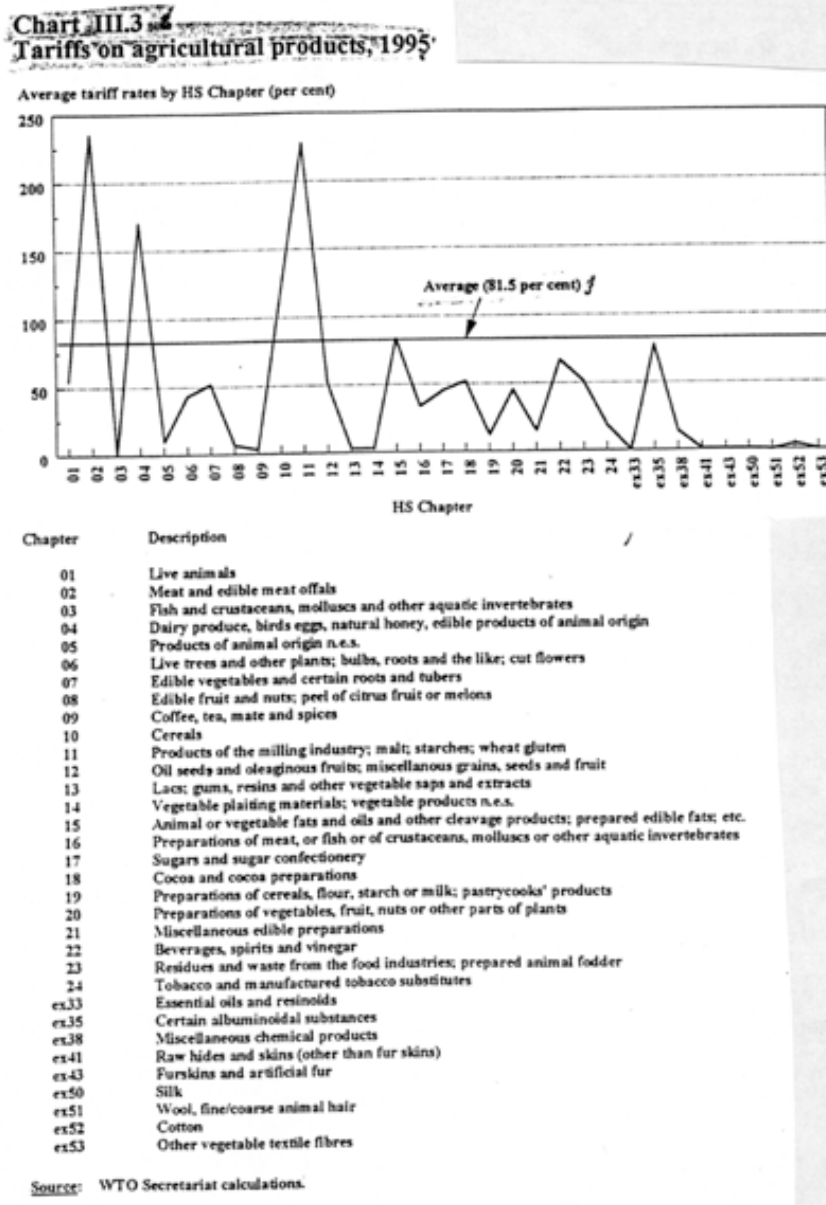 Chart III.3
Tariffs on agricultural products, 1995
Average tariff rates by HS Chapter (per cent)
250
200
150
100
50
0
Average (81.5 per cent)
01 02 03 04 05 06 07 08 09 10 11 12 13 14 15 16 17 18 19 20 21 22 23 24 ex33 ex35 ex38 ex41 ex43 ex50 ex51 ex52 ex53
HS Chapter
Chapter Description
01 Live animals
02 Meat and edible meat offals
03 Fish and crustaceans, molluscs and other aquatic invertebrates
04 Dairy produce, birds eggs, natural honey, edible products of animal origin
05 Products of animal origin n.e.s.
06 Live trees and other plants; bulbs, roots and the like; cut flowers
07 Edible vegetables and certain roots and tubers
08 Edible fruit and nuts; peel of citrus fruit or melons
09 Coffee, tea, mate and spices
10 Cereals
11 Products of the milling industry; malt; starches; wheat gluten
12 Oil seeds and oleaginous fruits; miscellanous grains, seeds and fruit
13 Lacs; gums, resins and other vegetable saps and extracts
14 Vegetable plaiting materials; vegetable products n.e.s.
15 Animal or vegetable fats and oils and other cleavage products; prepared edible fats; etc.
16 Preparations of meat, or fish or of crustaceans, molluscs or other aquatic invertebrates
17 Sugars and sugar confectionery
18 Cocoa and cocoa preparations
19 Preparations of cereals, flour, starch or milk; pastrycooks' products
20 Preparations of vegetables, fruit, nuts or other parts of plants
21 Miscellaneous edible preparations
22 Beverages, spirits and vinegar
23 Residues and waste from the food industries; prepared animal fodder
24 Tobacco and manufactured tobacco substitutes
ex33 Essential oils and resinoids
ex35 Certain albuminoidal substances
ex38 Miscellaneous chemical products
ex41 Raw hides and skins (other than fur skins)
ex43 Furskins and artificial fur
ex50 Silk
ex51 Wool, fine/coarse animal hair
ex52 Cotton
ex53 Other vegetable textile fibres
Source: WTO Secretariat calculations.